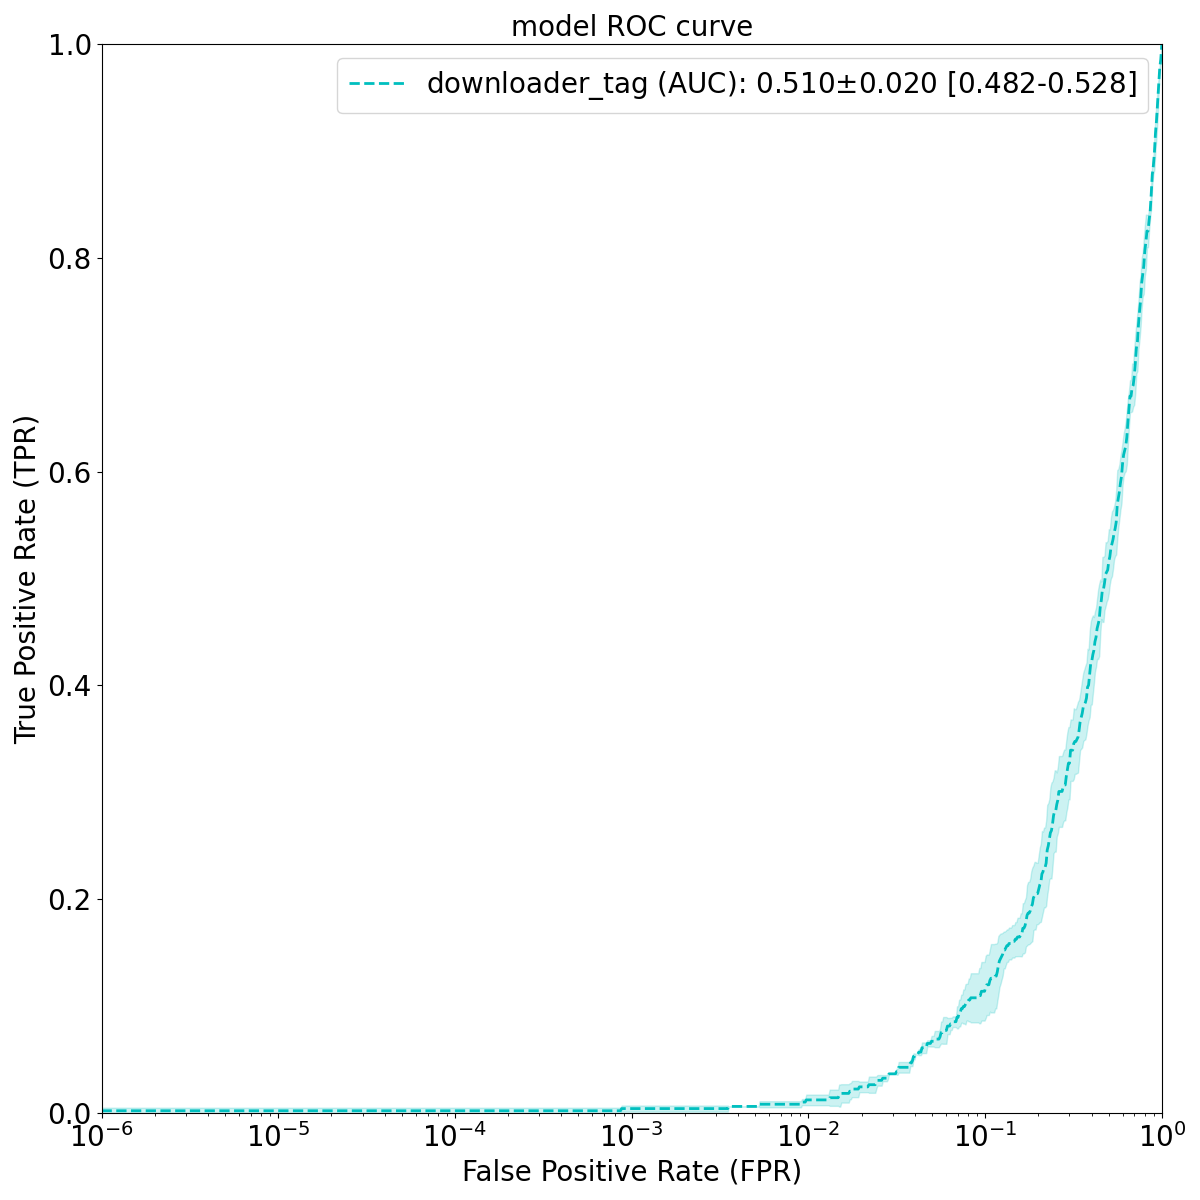 model ROC curve
downloader_tag (AUC): 0.510±0.020 [0.482-0.528]
1.0
0.8
0.6
0.4
0.2
0.0
True Positive Rate (TPR)
10⁻⁶ 10⁻⁵ 10⁻⁴ 10⁻³ 10⁻² 10⁻¹ 10⁰
False Positive Rate (FPR)